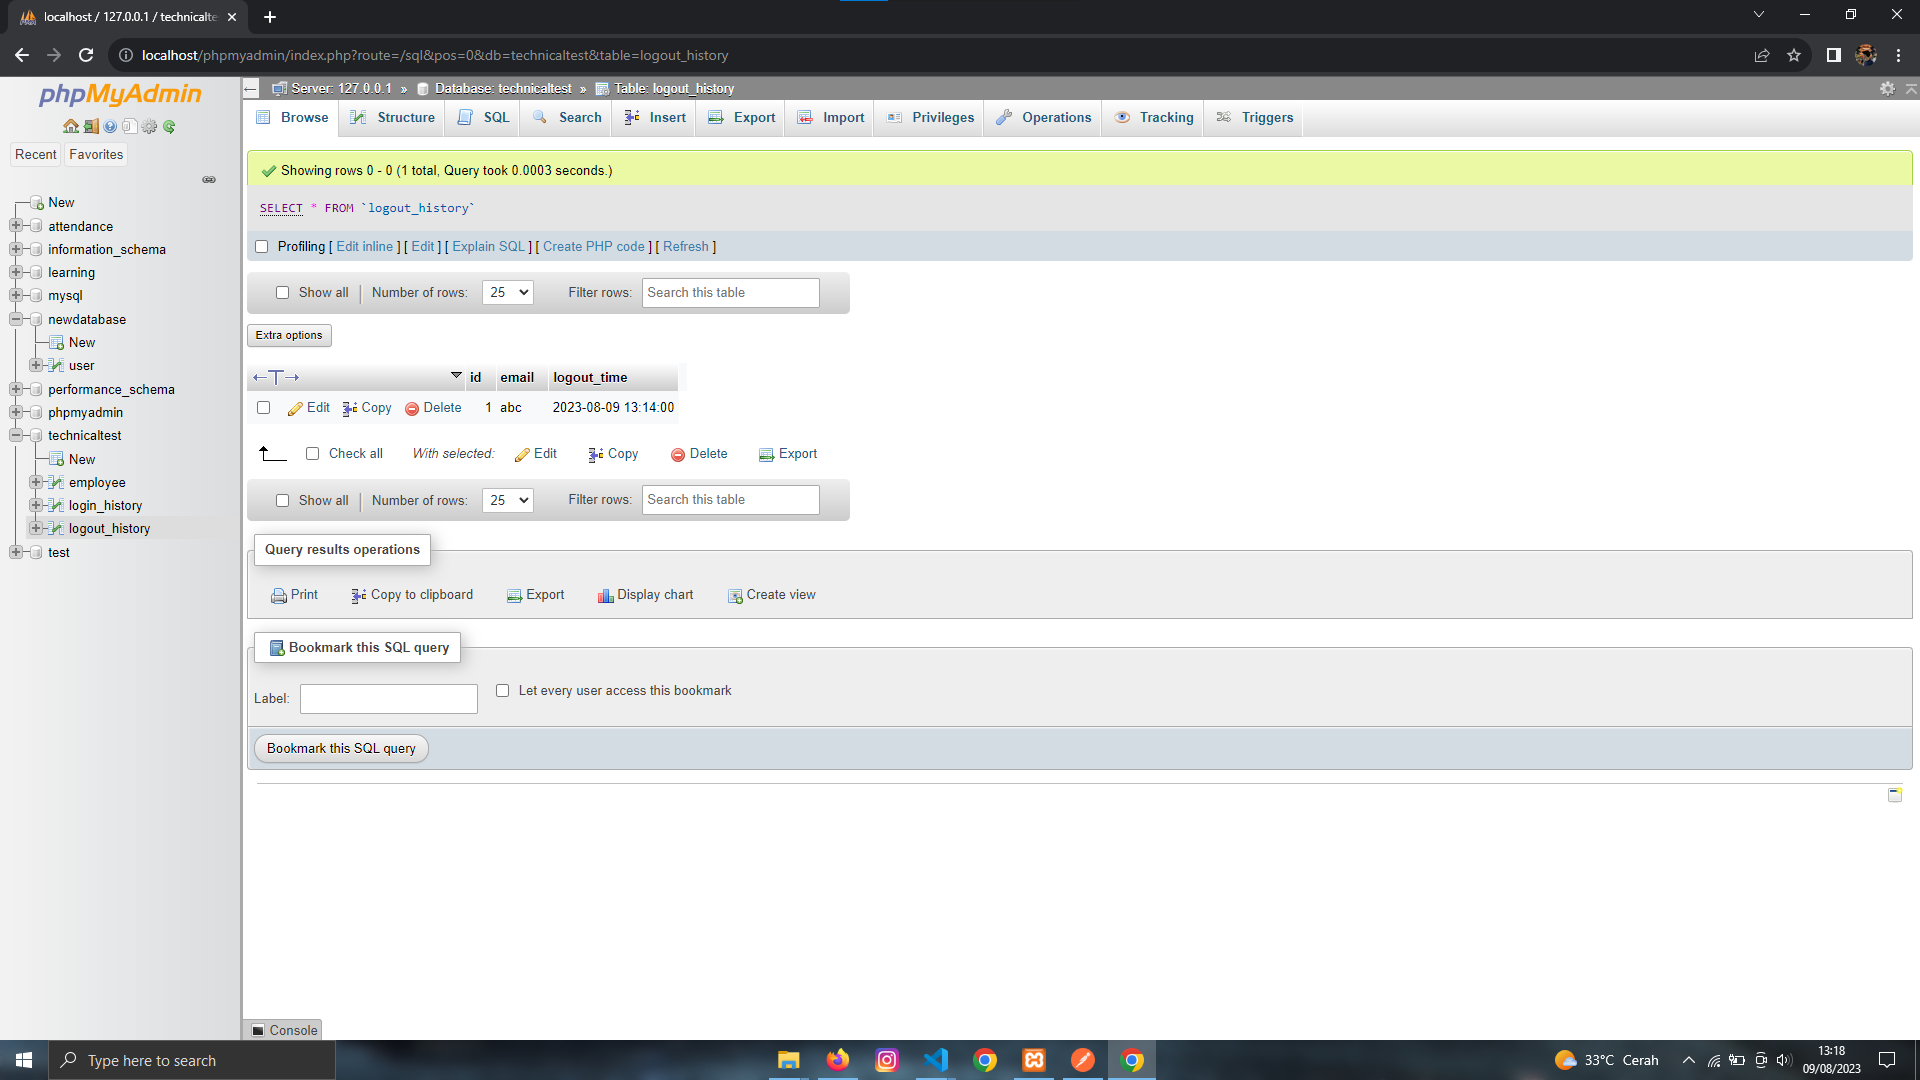 localhost / 127.0.0.1 / technicalte
localhost/phpmyadmin/index.php?route=/sql&pos=0&db=technicaltest&table=logout_history
phpMyAdmin
Recent
Favorites
New
attendance
information_schema
learning
mysql
newdatabase
New
user
performance_schema
phpmyadmin
technicaltest
New
employee
login_history
logout_history
test
Server: 127.0.0.1 » Database: technicaltest » Table: logout_history
Browse Structure SQL Search Insert Export Import Privileges Operations Tracking Triggers
Showing rows 0 - 0 (1 total, Query took 0.0003 seconds.)
SELECT * FROM `logout_history`
Profiling [ Edit inline ] [ Edit ] [ Explain SQL ] [ Create PHP code ] [ Refresh ]
Show all Number of rows: 25 Filter rows: Search this table
Extra options
id email logout_time
Edit Copy Delete 1 abc 2023-08-09 13:14:00
Check all With selected: Edit Copy Delete Export
Show all Number of rows: 25 Filter rows: Search this table
Query results operations
Print Copy to clipboard Export Display chart Create view
Bookmark this SQL query
Label: Let every user access this bookmark
Bookmark this SQL query
Console
Type here to search
33°C Cerah
13:18
09/08/2023